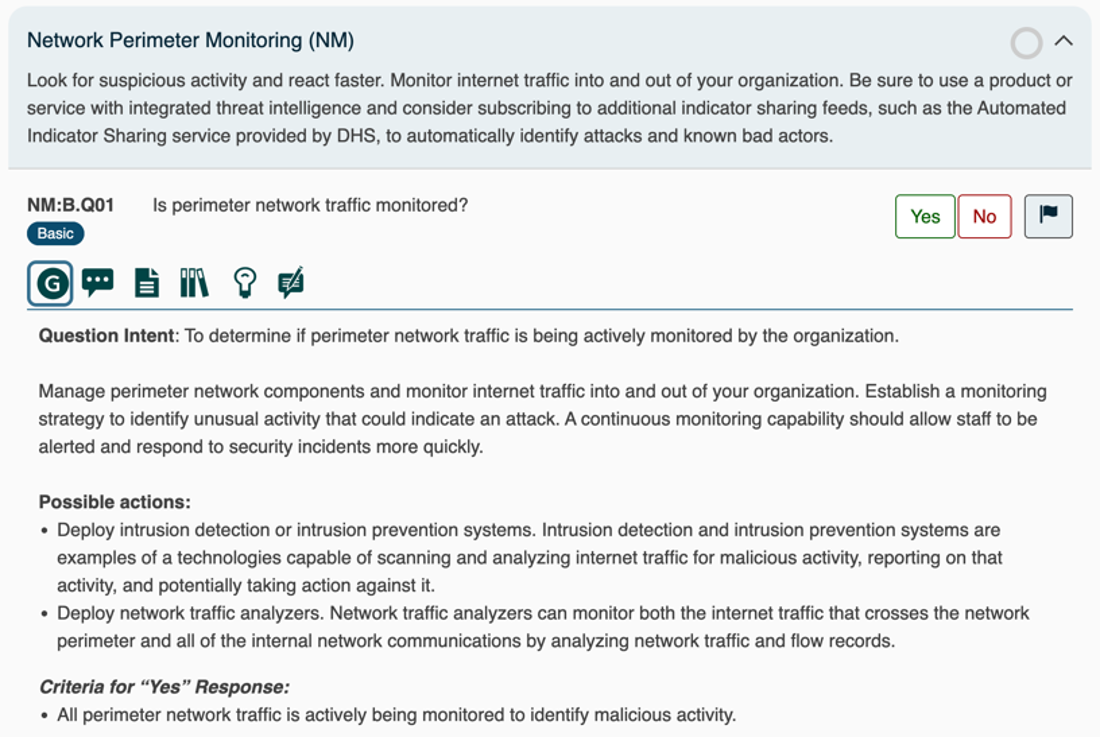 Network Perimeter Monitoring (NM)
Look for suspicious activity and react faster. Monitor internet traffic into and out of your organization. Be sure to use a product or
service with integrated threat intelligence and consider subscribing to additional indicator sharing feeds, such as the Automated
Indicator Sharing service provided by DHS, to automatically identify attacks and known bad actors.
NM:B.Q01 Is perimeter network traffic monitored? Yes No
Basic
G
Question Intent: To determine if perimeter network traffic is being actively monitored by the organization.
Manage perimeter network components and monitor internet traffic into and out of your organization. Establish a monitoring
strategy to identify unusual activity that could indicate an attack. A continuous monitoring capability should allow staff to be
alerted and respond to security incidents more quickly.
Possible actions:
• Deploy intrusion detection or intrusion prevention systems. Intrusion detection and intrusion prevention systems are
examples of a technologies capable of scanning and analyzing internet traffic for malicious activity, reporting on that
activity, and potentially taking action against it.
• Deploy network traffic analyzers. Network traffic analyzers can monitor both the internet traffic that crosses the network
perimeter and all of the internal network communications by analyzing network traffic and flow records.
Criteria for “Yes” Response:
• All perimeter network traffic is actively being monitored to identify malicious activity.